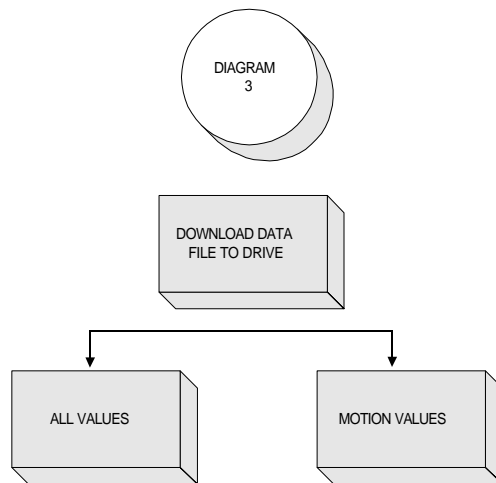 DIAGRAM
3
DOWNLOAD DATA
FILE TO DRIVE
ALL VALUES
MOTION VALUES